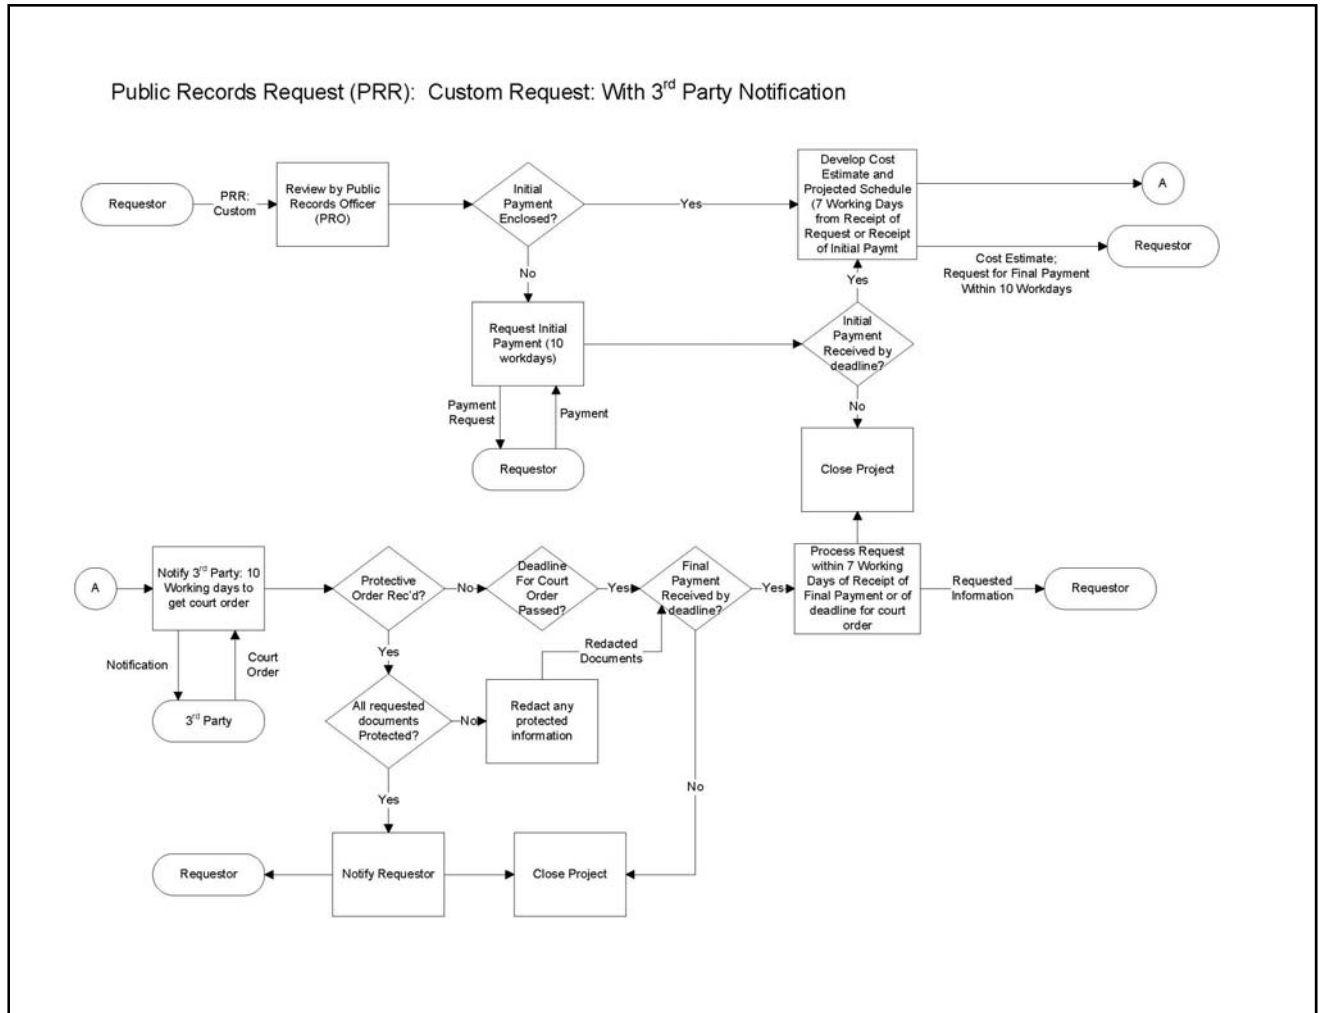 Public Records Request (PRR): Custom Request: With 3rd Party Notification
Requestor
PRR:
Custom
Review by Public
Records Officer
(PRO)
Initial
Payment
Enclosed?
Yes
Develop Cost
Estimate and
Projected Schedule
(7 Working Days
from Receipt of
Request or Receipt
of Initial Paymt
A
Requestor
Cost Estimate;
Request for Final Payment
Within 10 Workdays
No
Yes
Request Initial
Payment (10
workdays)
Initial
Payment
Received by
deadline?
Payment
Request
Payment
No
Requestor
Close Project
A
Notify 3rd Party: 10
Working days to
get court order
Protective
Order Rec'd?
No
Deadline
For Court
Order
Passed?
Yes
Final
Payment
Received by
deadline?
Yes
Process Request
within 7 Working
Days of Receipt of
Final Payment or of
deadline for court
order
Requested
Information
Requestor
Notification
Court
Order
Yes
Redacted
Documents
3rd Party
All requested
documents
Protected?
No
Redact any
protected
information
No
Yes
Requestor
Notify Requestor
Close Project